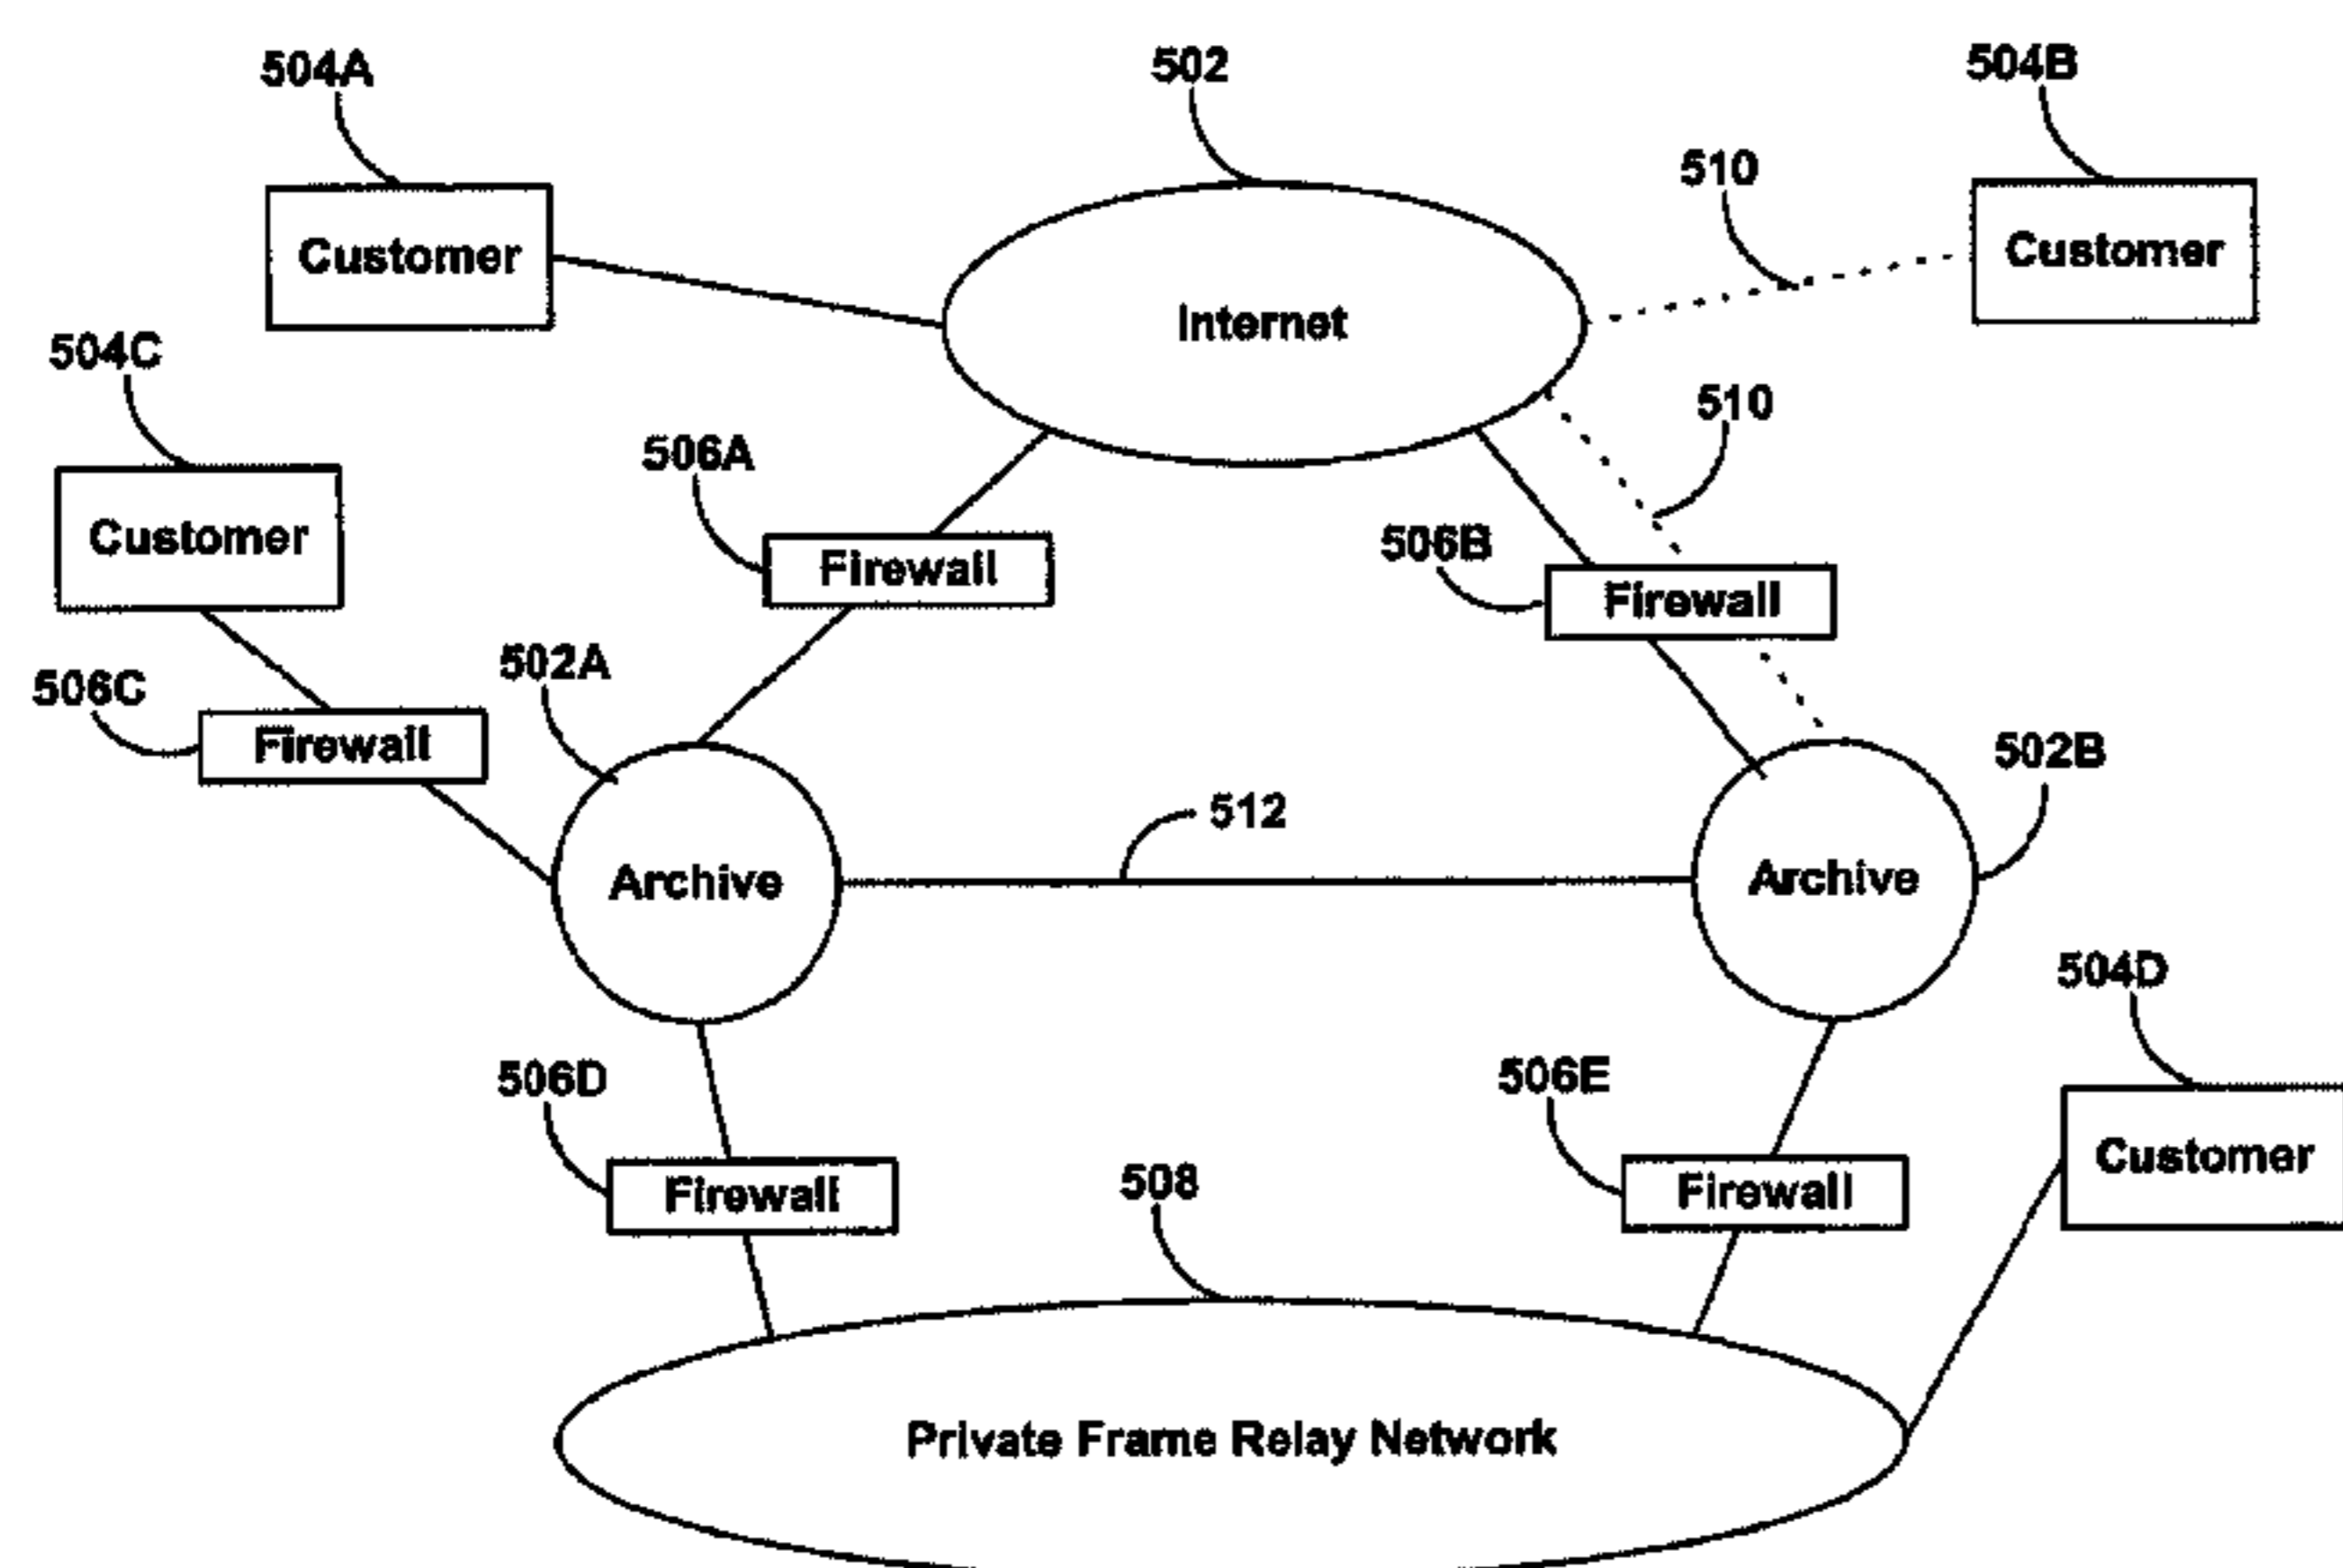 504A
502
504B
510
Customer
Customer
Internet
504C
510
506A
506B
Customer
Firewall
Firewall
502A
506C
Firewall
502B
512
Archive
Archive
504D
506D
506E
Customer
508
Firewall
Firewall
Private Frame Relay Network